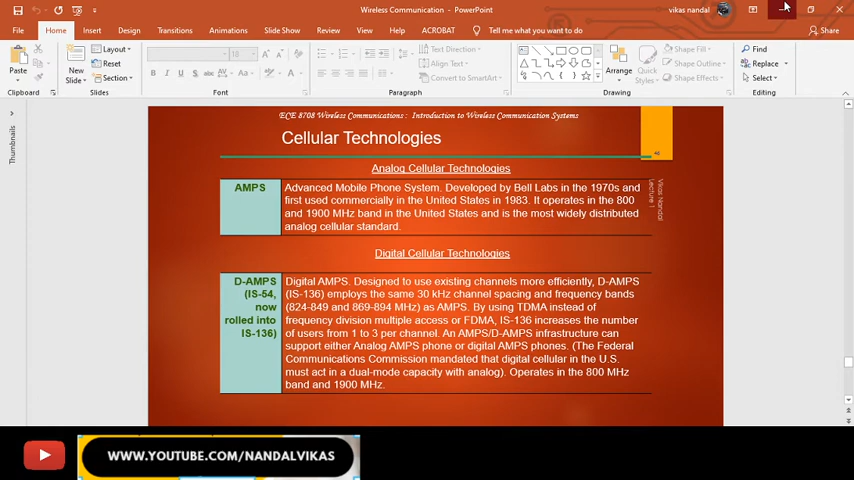 Wireless Communication - PowerPoint
vikas nandal
File Home Insert Design Transitions Animations Slide Show Review View Help ACROBAT Tell me what you want to do Share
Paste
New Slide
Layout
Reset
Section
18
B I U S abc AV Aa A
Text Direction
Align Text
Convert to SmartArt
Arrange
Quick Styles
Shape Fill
Shape Outline
Shape Effects
Find
Replace
Select
Clipboard Slides Font Paragraph Drawing Editing
Thumbnails
ECE 8708 Wireless Communications : Introduction to Wireless Communication Systems
Cellular Technologies
46
Vikas Nandal
Lecture 1
Analog Cellular Technologies
AMPS
Advanced Mobile Phone System. Developed by Bell Labs in the 1970s and
first used commercially in the United States in 1983. It operates in the 800
and 1900 MHz band in the United States and is the most widely distributed
analog cellular standard.
Digital Cellular Technologies
D-AMPS
(IS-54,
now
rolled into
IS-136)
Digital AMPS. Designed to use existing channels more efficiently, D-AMPS
(IS-136) employs the same 30 kHz channel spacing and frequency bands
(824-849 and 869-894 MHz) as AMPS. By using TDMA instead of
frequency division multiple access or FDMA, IS-136 increases the number
of users from 1 to 3 per channel. An AMPS/D-AMPS infrastructure can
support either Analog AMPS phone or digital AMPS phones. (The Federal
Communications Commission mandated that digital cellular in the U.S.
must act in a dual-mode capacity with analog). Operates in the 800 MHz
band and 1900 MHz.
WWW.YOUTUBE.COM/NANDALVIKAS